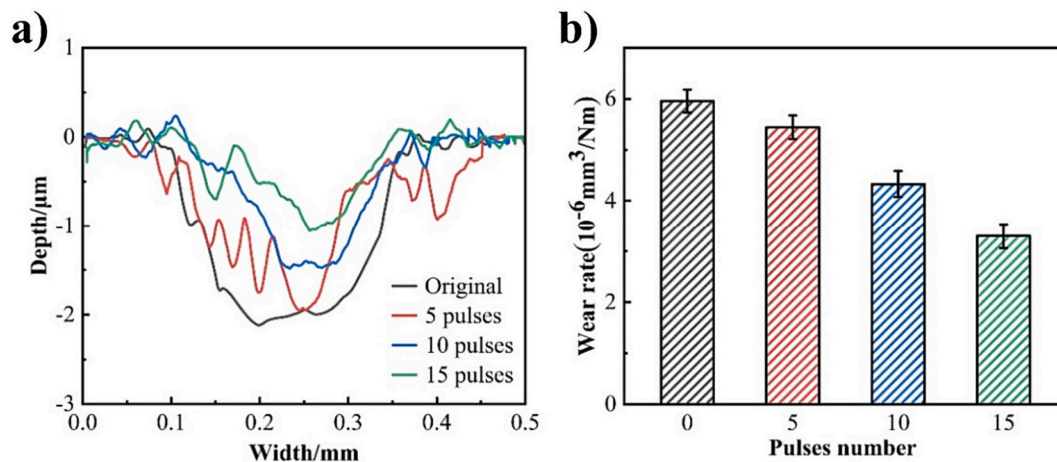 a)
1
0
-1
-2
-3
Depth/μm
0.0 0.1 0.2 0.3 0.4 0.5
Width/mm
Original
5 pulses
10 pulses
15 pulses
b)
6
4
2
0
Wear rate(10⁻⁶mm³/Nm)
0 5 10 15
Pulses number